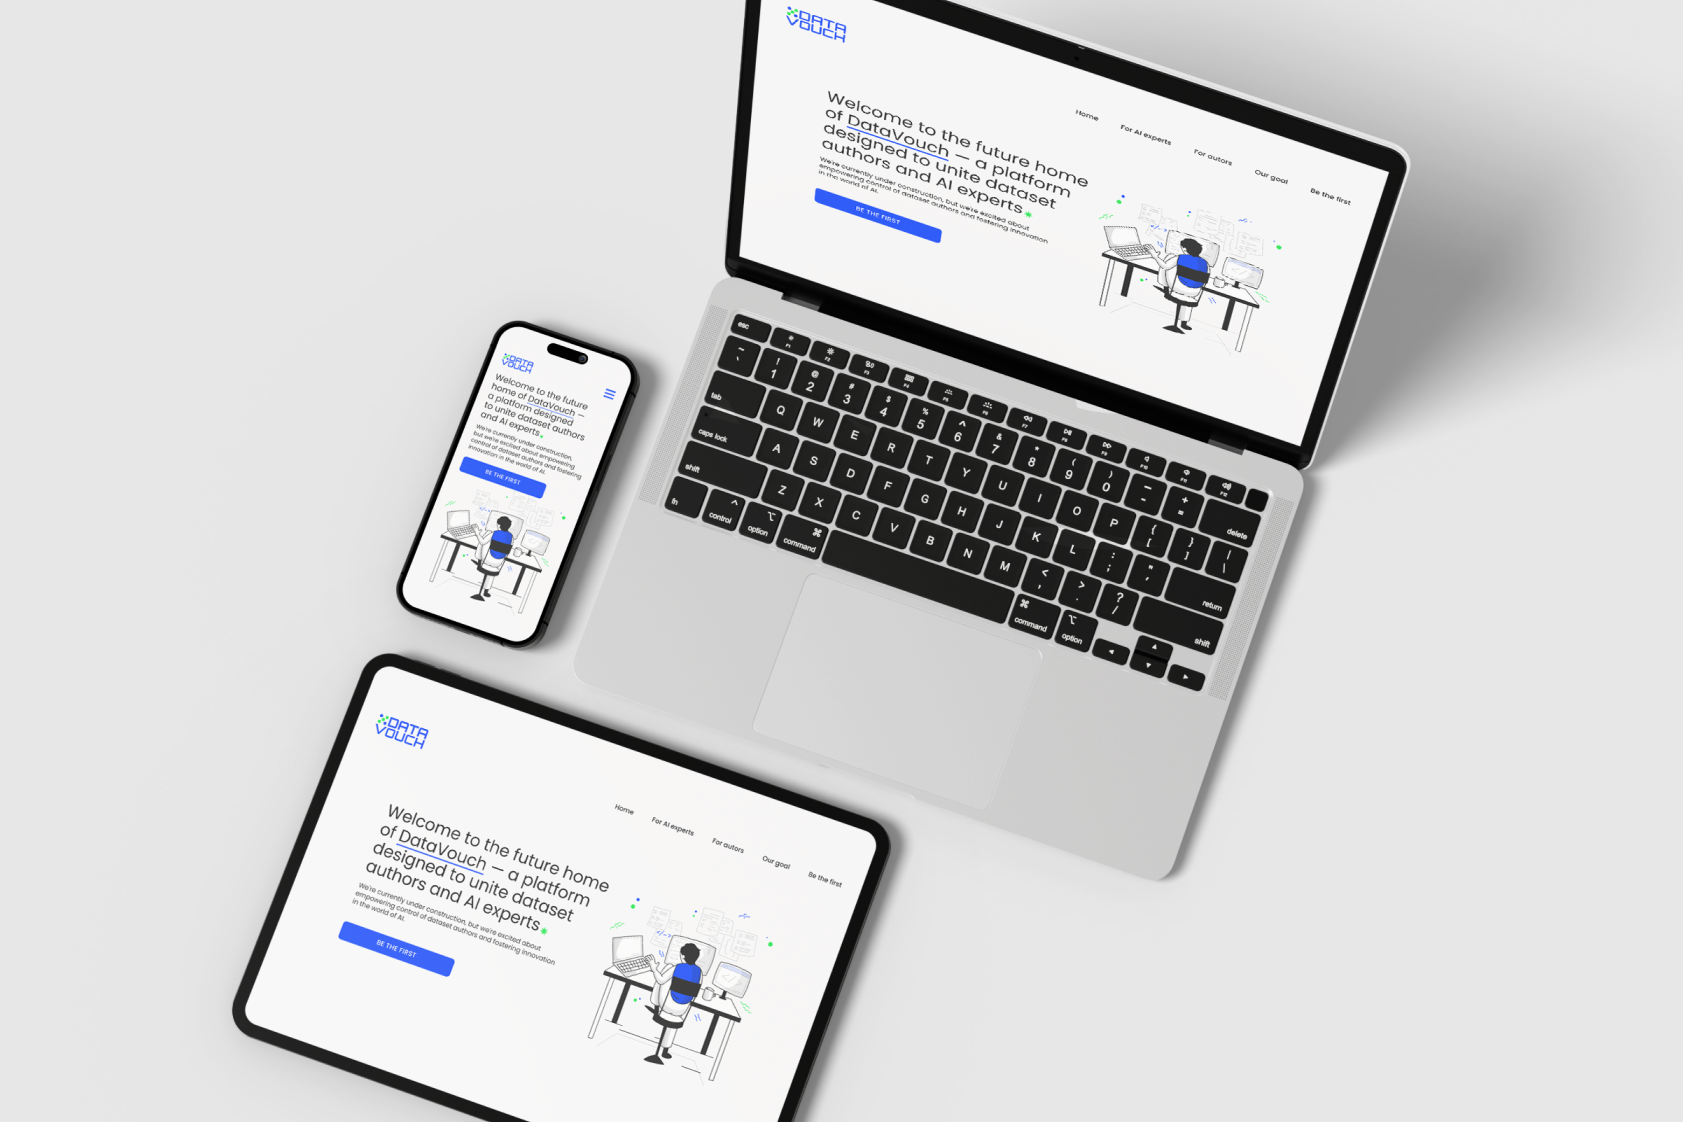 DATA
VOUCH
Home
For AI experts
For autors
Our goal
Be the first
Welcome to the future home
of DataVouch — a platform
designed to unite dataset
authors and AI experts
We're currently under construction, but we're excited about
empowering control of dataset authors and fostering innovation
in the world of AI.
BE THE FIRST
DATA
VOUCH
Welcome to the future
home of DataVouch —
a platform designed
to unite dataset authors
and AI experts
We're currently under construction,
but we're excited about empowering
control of dataset authors and fostering
innovation in the world of AI.
BE THE FIRST
esc F1 F2 F3 F4 F5 F6 F7 F8 F9 F10 F11 F12
~ ` ! 1 @ 2 # 3 $ 4 % 5 ^ 6 & 7 * 8 ( 9 ) 0 — - + = delete
tab Q W E R T Y U I O P { [ } ] | \
caps lock A S D F G H J K L : ; " ' return
shift Z X C V B N M < , > . ? / shift
fn ^ control ⌥ option ⌘ command ⌘ command ⌥ option ◀ ▲ ▼ ▶
DATA
VOUCH
Home
For AI experts
For autors
Our goal
Be the first
Welcome to the future home
of DataVouch — a platform
designed to unite dataset
authors and AI experts
We're currently under construction, but we're excited about
empowering control of dataset authors and fostering innovation
in the world of AI.
BE THE FIRST